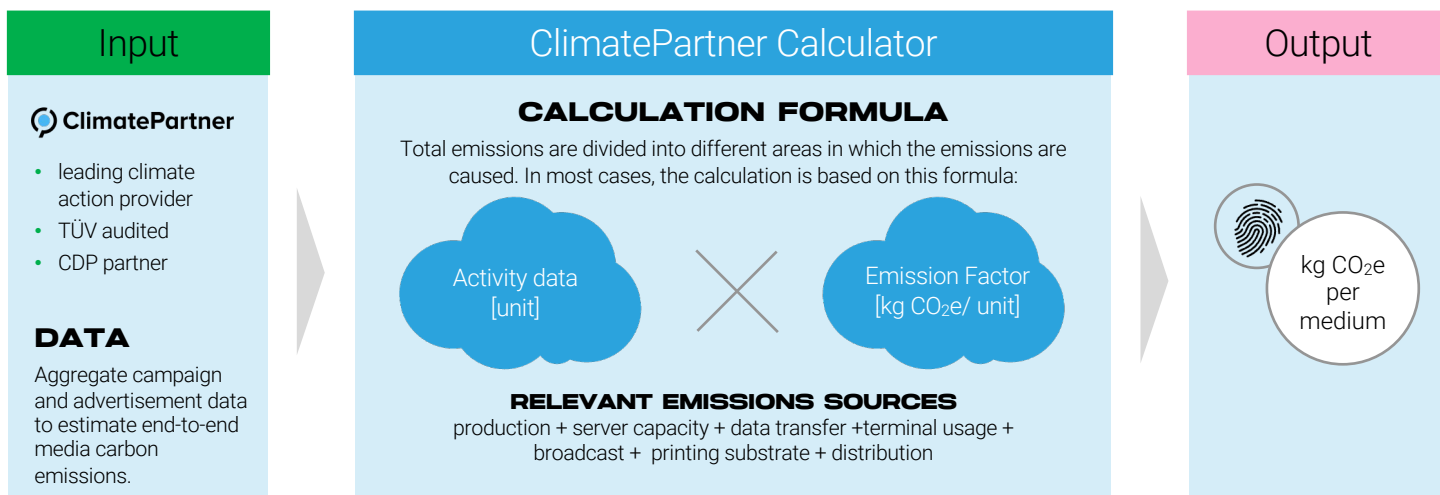 Input
ClimatePartner
• leading climate
action provider
• TÜV audited
• CDP partner
DATA
Aggregate campaign
and advertisement data
to estimate end-to-end
media carbon
emissions.
ClimatePartner Calculator
CALCULATION FORMULA
Total emissions are divided into different areas in which the emissions are
caused. In most cases, the calculation is based on this formula:
Activity data
[unit]
Emission Factor
[kg CO₂e/ unit]
RELEVANT EMISSIONS SOURCES
production + server capacity + data transfer +terminal usage +
broadcast + printing substrate + distribution
Output
kg CO₂e
per
medium